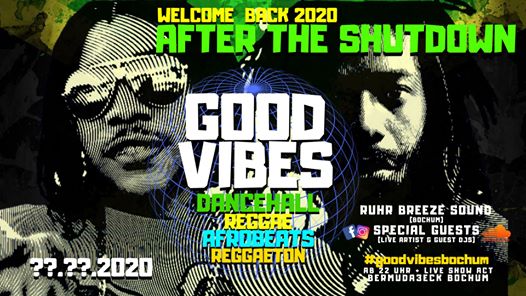 WELCOME BACK 2020
AFTER THE SHUTDOWN
GOOD
VIBES
DANCEHALL
REGGAE
AFROBEATS
REGGAETON
??.??.2020
RUHR BREEZE SOUND
[BOCHUM]
SPECIAL GUESTS
[LIVE ARTIST & GUEST DJS]
#goodvibesbochum
AB 22 UHR + LIVE SHOW ACT
BERMUDA3ECK BOCHUM